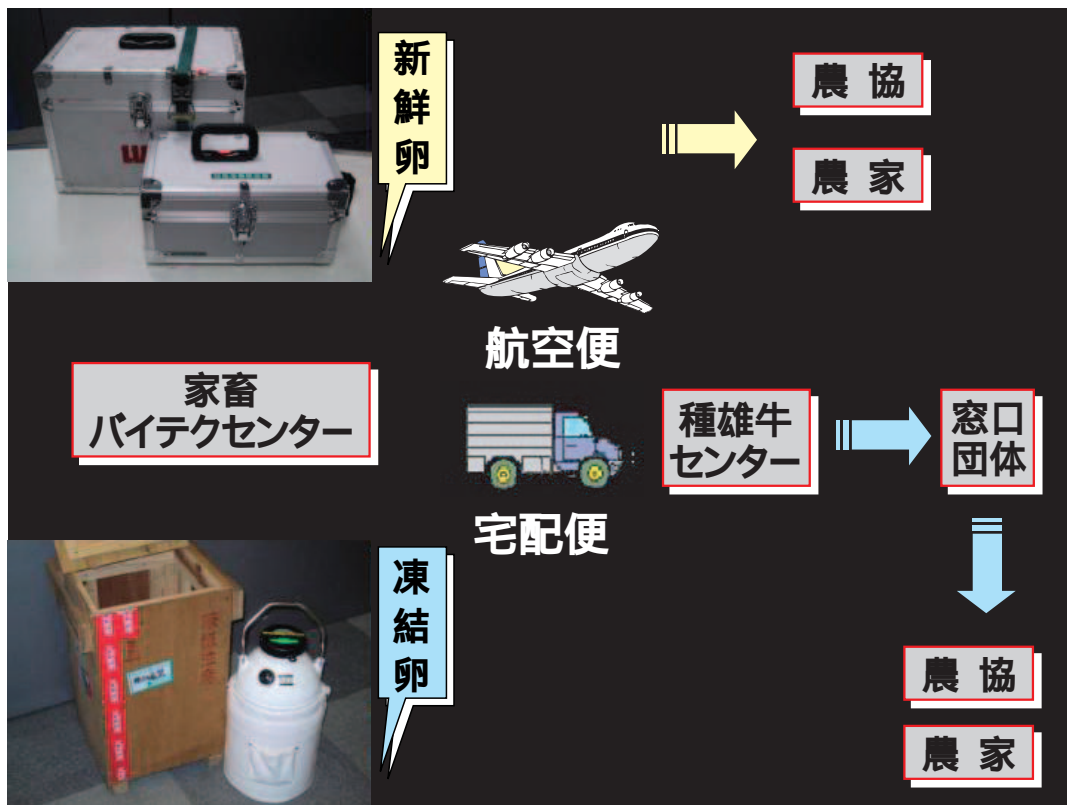 新鮮卵
農協
農家
航空便
家畜
バイテクセンター
種雄牛
センター
窓口
団体
宅配便
凍結卵
農協
農家